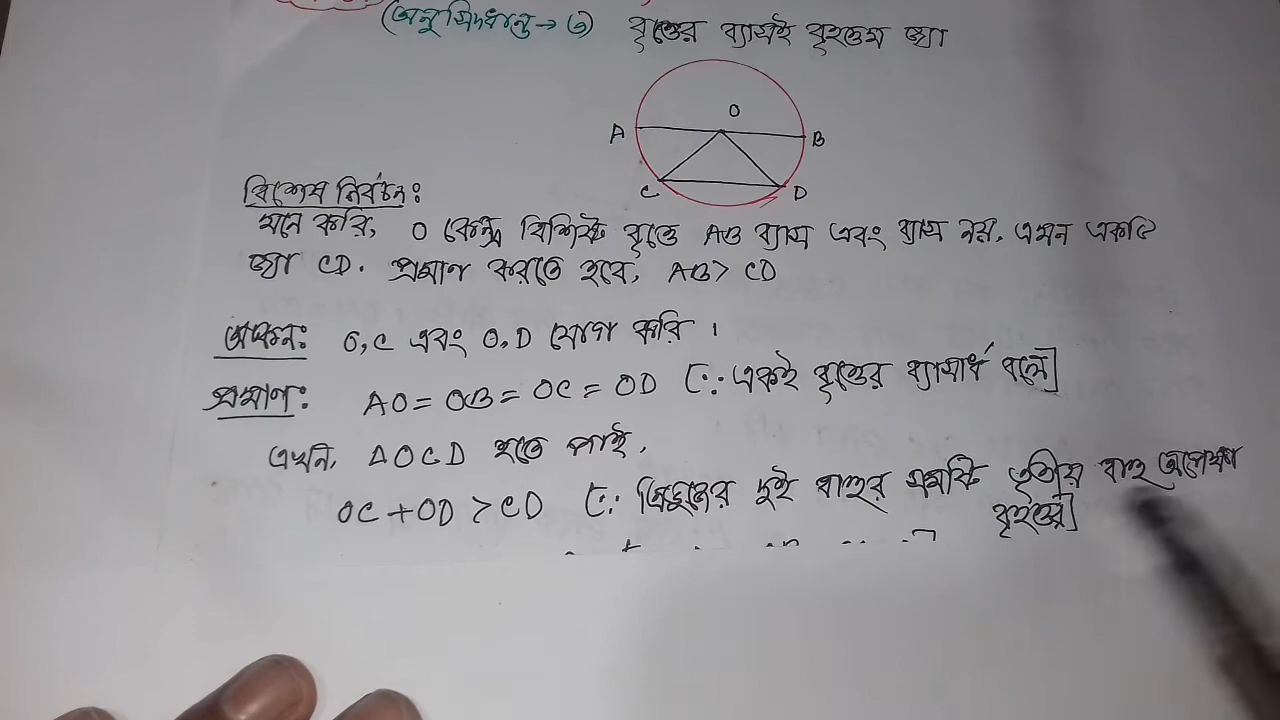 (অনুসিদ্ধান্ত → ৩) বৃত্তের ব্যাসই বৃহত্তম জ্যা
O
A
B
C
D
বিশেষ নির্বচন:
মনে করি, O কেন্দ্র বিশিষ্ট বৃত্তে AB ব্যাস এবং ব্যাস নয়, এমন একটি
জ্যা CD. প্রমাণ করতে হবে, AB > CD
অঙ্কন: O,C এবং O,D যোগ করি ।
প্রমাণ: AO = OB = OC = OD [∵ একই বৃত্তের ব্যাসার্ধ বলে]
এখন, ΔOCD হতে পাই,
OC + OD > CD [∵ ত্রিভুজের দুই বাহুর সমষ্টি তৃতীয় বাহু অপেক্ষা
বৃহত্তর]